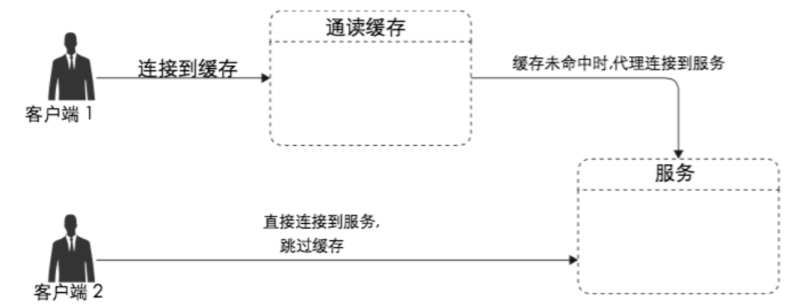 通读缓存
连接到缓存
缓存未命中时,代理连接到服务
客户端 1
服务
直接连接到服务,
跳过缓存
客户端 2